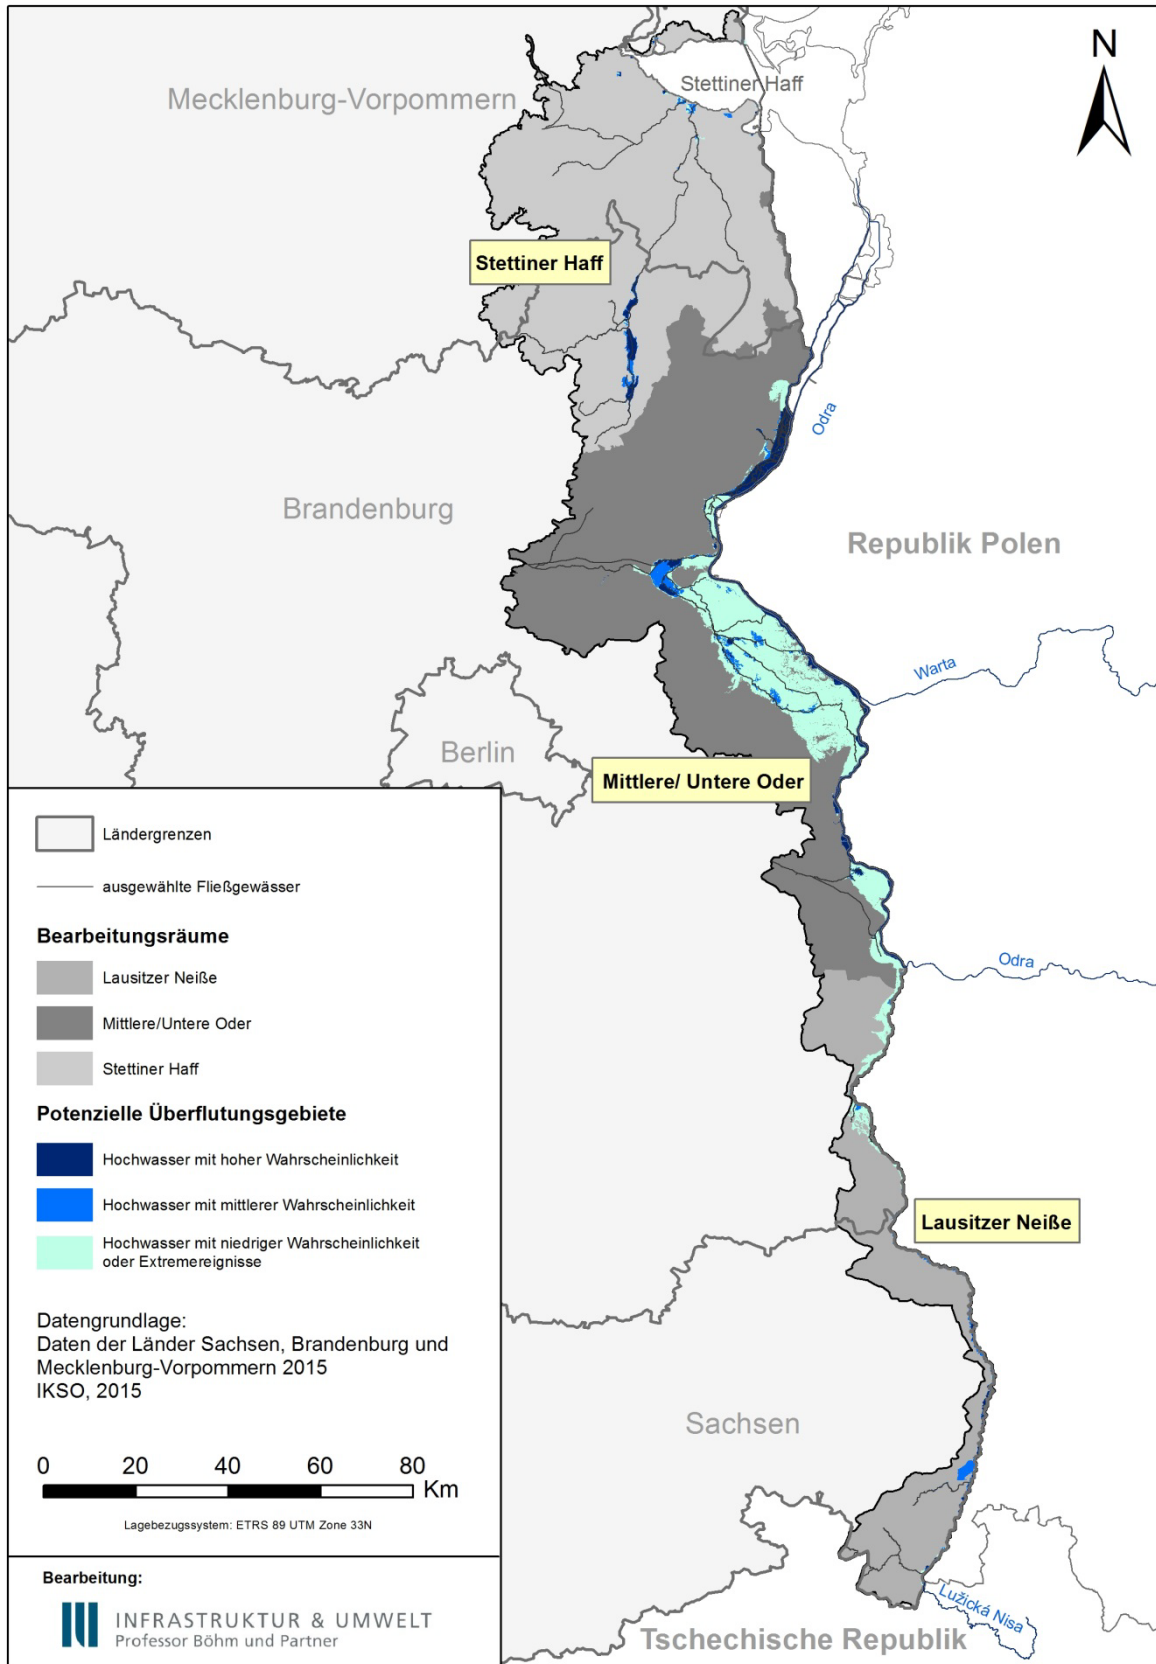 N
Stettiner Haff
Mecklenburg-Vorpommern
Stettiner Haff
Odra
Brandenburg
Republik Polen
Warta
Berlin
Mittlere/ Untere Oder
Ländergrenzen
ausgewählte Fließgewässer
Bearbeitungsräume
Lausitzer Neiße
Mittlere/Untere Oder
Stettiner Haff
Potenzielle Überflutungsgebiete
Hochwasser mit hoher Wahrscheinlichkeit
Hochwasser mit mittlerer Wahrscheinlichkeit
Hochwasser mit niedriger Wahrscheinlichkeit
oder Extremereignisse
Odra
Lausitzer Neiße
Datengrundlage:
Daten der Länder Sachsen, Brandenburg und
Mecklenburg-Vorpommern 2015
IKSO, 2015
Sachsen
0 20 40 60 80
Km
Lagebezugssystem: ETRS 89 UTM Zone 33N
Bearbeitung:
INFRASTRUKTUR & UMWELT
Professor Böhm und Partner
Lužická Nisa
Tschechische Republik